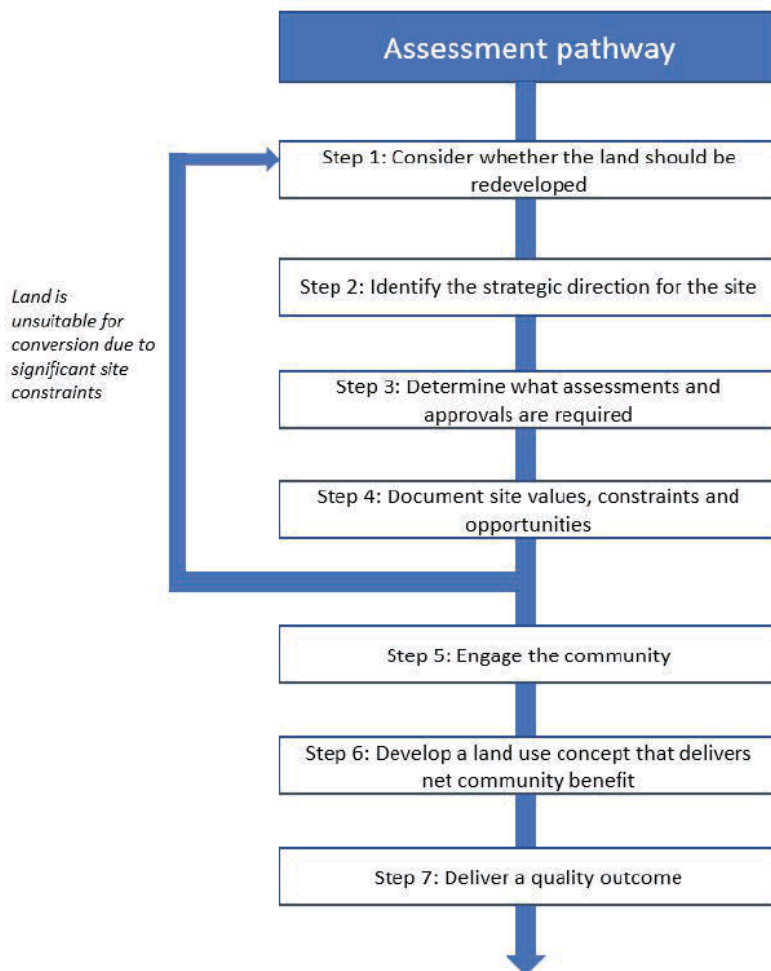 Assessment pathway
Step 1: Consider whether the land should be
redeveloped
Step 2: Identify the strategic direction for the site
Land is
unsuitable for
conversion due to
significant site
constraints
Step 3: Determine what assessments and
approvals are required
Step 4: Document site values, constraints and
opportunities
Step 5: Engage the community
Step 6: Develop a land use concept that delivers
net community benefit
Step 7: Deliver a quality outcome